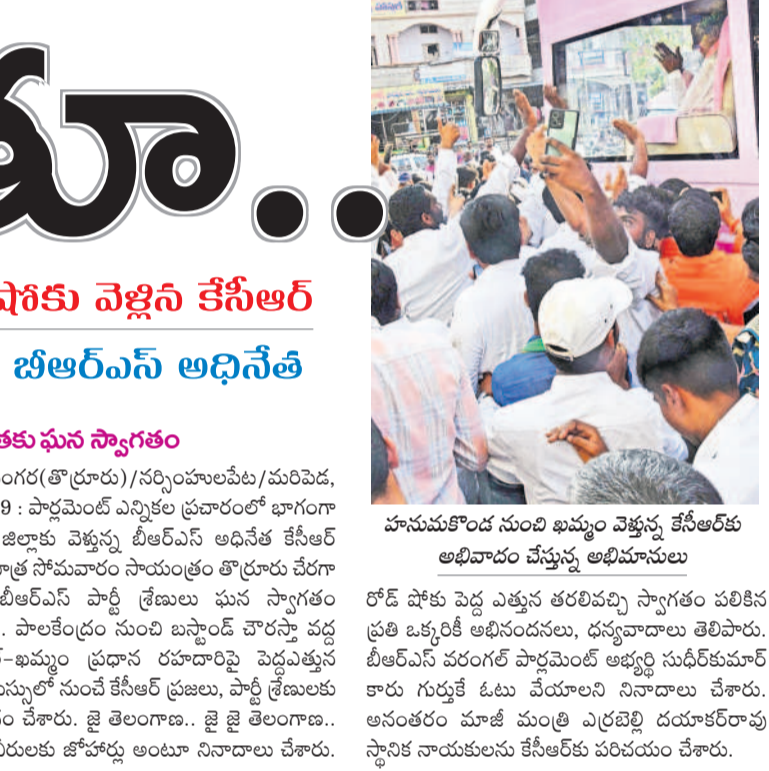 తూ..
షోకు వెళ్లిన కేసీఆర్
బీఆర్ఎస్ అధినేత
తకు ఘన స్వాగతం
ంగర(తొర్రూరు)/నర్సింహులపేట/మరిపెడ,
9 : పార్లమెంట్ ఎన్నికల ప్రచారంలో భాగంగా
జిల్లాకు వెళ్తున్న బీఆర్ఎస్ అధినేత కేసీఆర్
ాత్ర సోమవారం సాయంత్రం తొర్రూరు చేరగా
బీఆర్ఎస్ పార్టీ శ్రేణులు ఘన స్వాగతం
. పాలకేంద్రం నుంచి బస్టాండ్ చౌరస్తా వద్ద
-ఖమ్మం ప్రధాన రహదారిపై పెద్దఎత్తున
స్సులో నుంచే కేసీఆర్ ప్రజలు, పార్టీ శ్రేణులకు
ం చేశారు. జై తెలంగాణ.. జై జై తెలంగాణ..
వీరులకు జోహార్లు అంటూ నినాదాలు చేశారు.
హనుమకొండ నుంచి ఖమ్మం వెళ్తున్న కేసీఆర్‌కు
అభివాదం చేస్తున్న అభిమానులు
రోడ్ షోకు పెద్ద ఎత్తున తరలివచ్చి స్వాగతం పలికిన
ప్రతి ఒక్కరికీ అభినందనలు, ధన్యవాదాలు తెలిపారు.
బీఆర్ఎస్ వరంగల్ పార్లమెంట్ అభ్యర్థి సుధీర్‌కుమార్
కారు గుర్తుకే ఓటు వేయాలని నినాదాలు చేశారు.
అనంతరం మాజీ మంత్రి ఎర్రబెల్లి దయాకర్‌రావు
స్థానిక నాయకులను కేసీఆర్‌కు పరిచయం చేశారు.